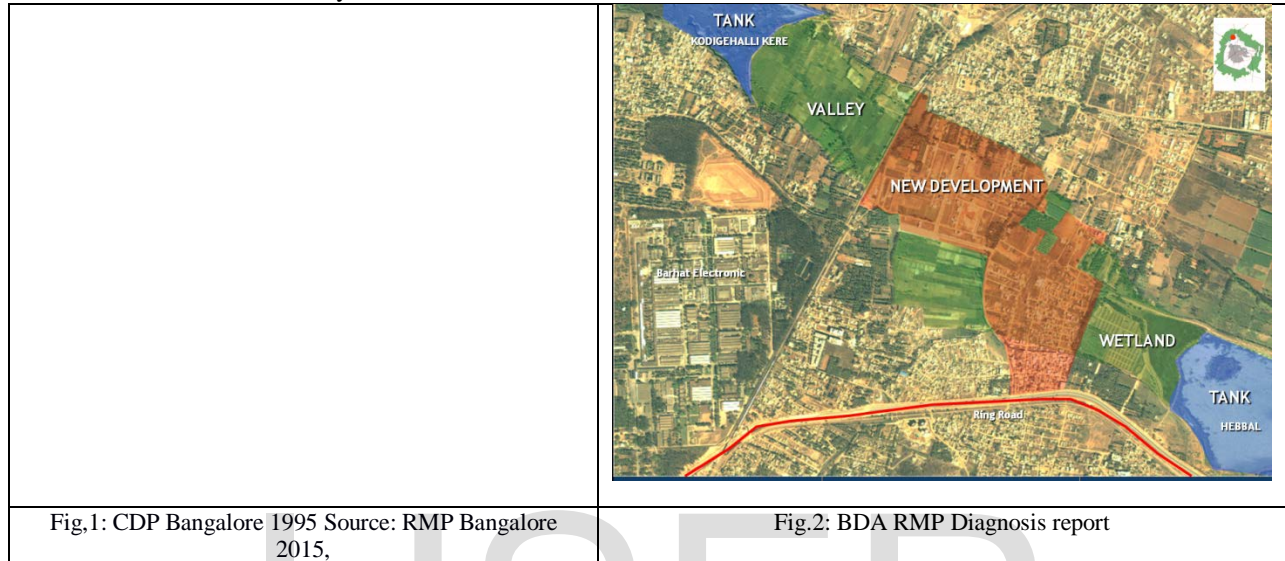 TANK
KODIGEHALLI KERE
VALLEY
NEW DEVELOPMENT
Barhat Electronic
WETLAND
TANK
HEBBAL
Ring Road
Fig,1: CDP Bangalore 1995 Source: RMP Bangalore
2015,
Fig.2: BDA RMP Diagnosis report